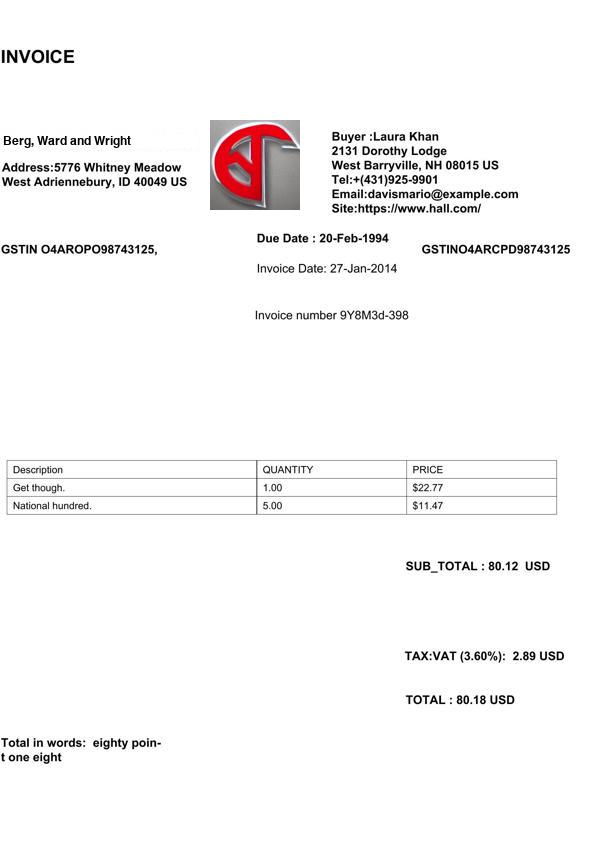 INVOICE
Berg, Ward and Wright
Address:5776 Whitney Meadow
West Adriennebury, ID 40049 US
Buyer :Laura Khan
2131 Dorothy Lodge
West Barryville, NH 08015 US
Tel:+(431)925-9901
Email:davismario@example.com
Site:https://www.hall.com/
GSTIN O4AROPO98743125,
Due Date : 20-Feb-1994
GSTINO4ARCPD98743125
Invoice Date: 27-Jan-2014
Invoice number 9Y8M3d-398
Description QUANTITY PRICE
Get though. 1.00 $22.77
National hundred. 5.00 $11.47
SUB_TOTAL : 80.12 USD
TAX:VAT (3.60%): 2.89 USD
TOTAL : 80.18 USD
Total in words: eighty poin-
t one eight